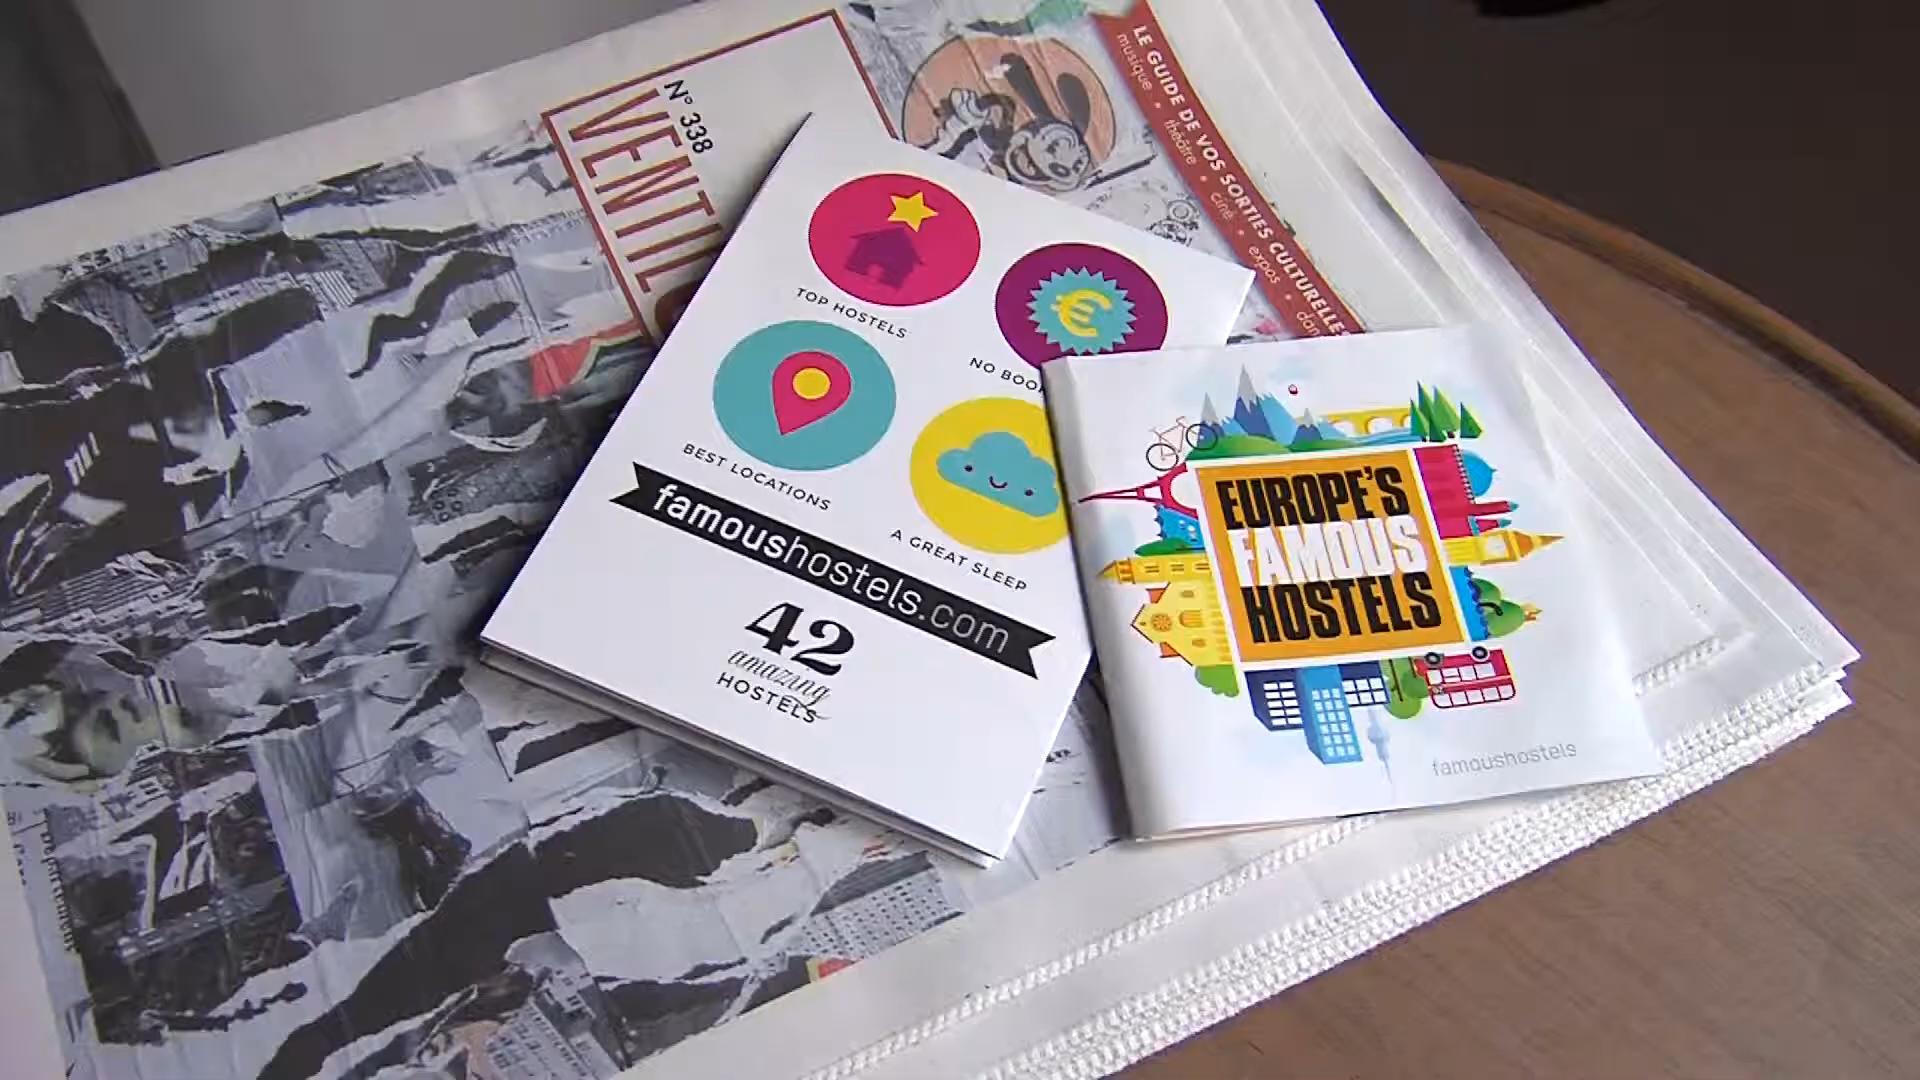 N° 338
VENTIL
LE GUIDE DE VOS SORTIES CULTURELLES
musique • théâtre • ciné • expos • dan
TOP HOSTELS
NO BOOK
BEST LOCATIONS
A GREAT SLEEP
famoushostels.com
42
amazing
HOSTELS
EUROPE'S
FAMOUS
HOSTELS
famoushostels